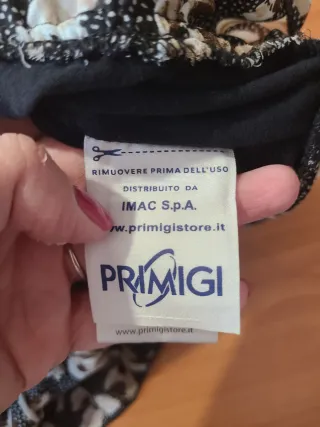 RIMUOVERE PRIMA DELL'USO
DISTRIBUITO DA
IMAC S.p.A.
www.primigistore.it
PRIMIGI
www.primigistore.it